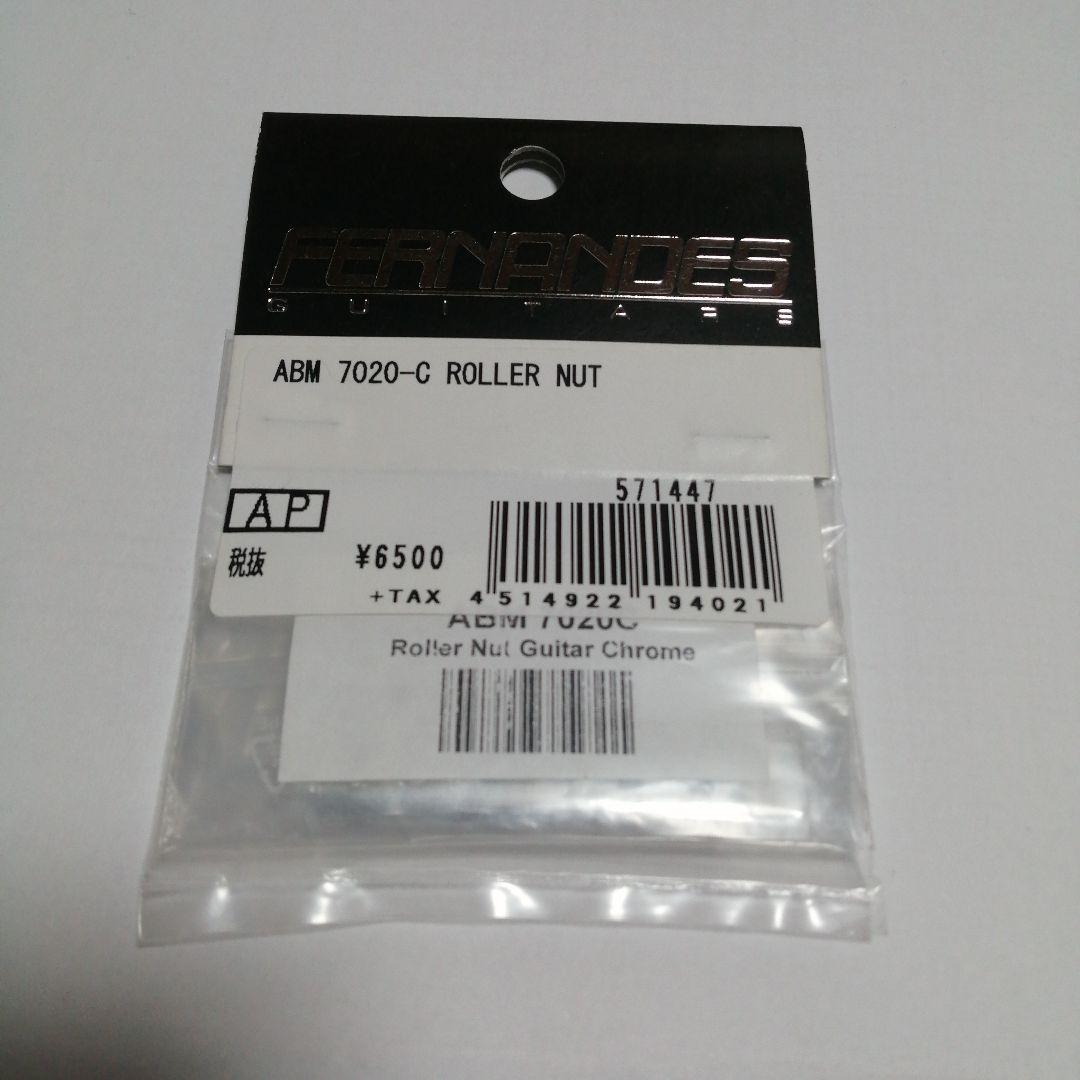 FERNANDES
GUITARS
ABM 7020-C ROLLER NUT
571447
AP
税抜 ¥6500
+TAX 4 514922 194021
ABM 7020C
Roller Nut Guitar Chrome